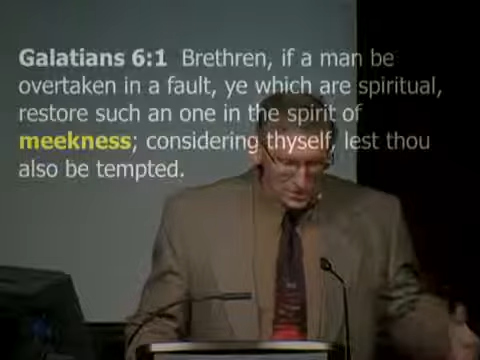 Galatians 6:1 Brethren, if a man be
overtaken in a fault, ye which are spiritual,
restore such an one in the spirit of
meekness; considering thyself, lest thou
also be tempted.